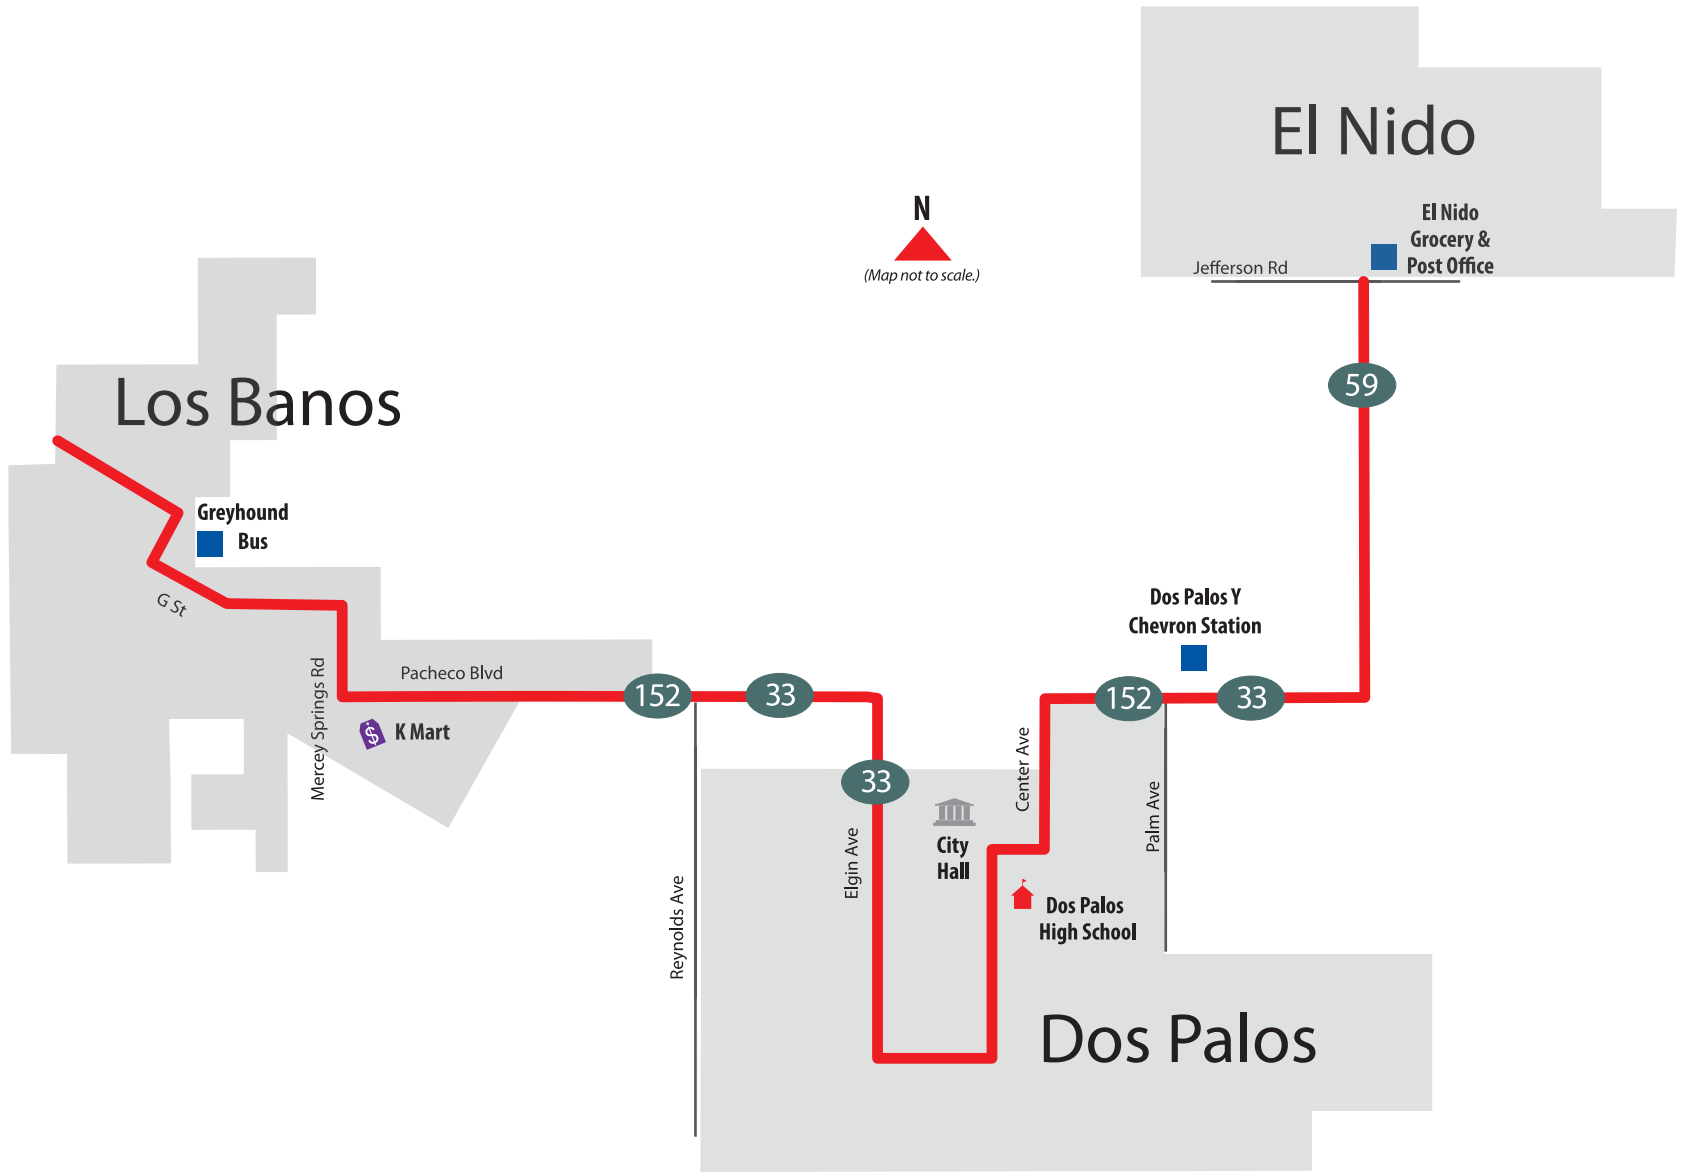 El Nido
El Nido
Grocery &
Post Office
Jefferson Rd
N
(Map not to scale.)
59
Los Banos
Greyhound
Bus
G St
Mercey Springs Rd
Pacheco Blvd
K Mart
152
33
Dos Palos Y
Chevron Station
152
33
33
Center Ave
City
Hall
Elgin Ave
Palm Ave
Reynolds Ave
Dos Palos
High School
Dos Palos